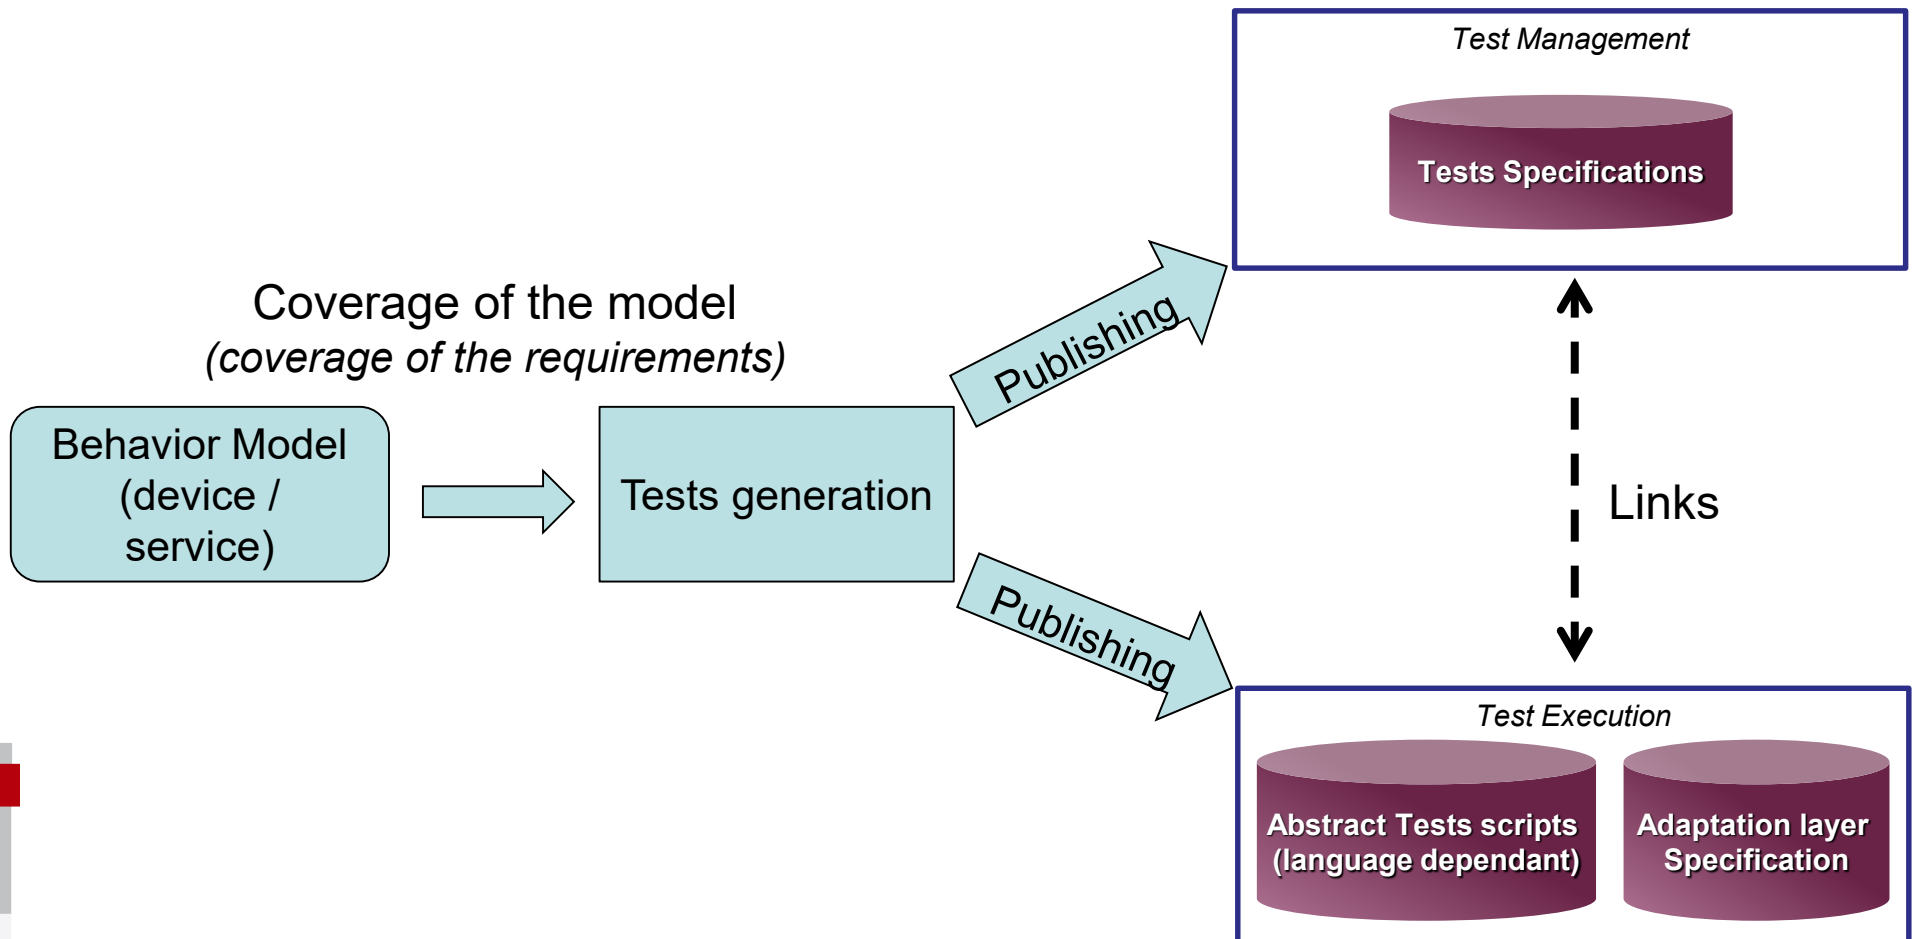 Test Management
Tests Specifications
Coverage of the model
(coverage of the requirements)
Publishing
Behavior Model
(device /
service)
Tests generation
Links
Publishing
Test Execution
Abstract Tests scripts
(language dependant)
Adaptation layer
Specification